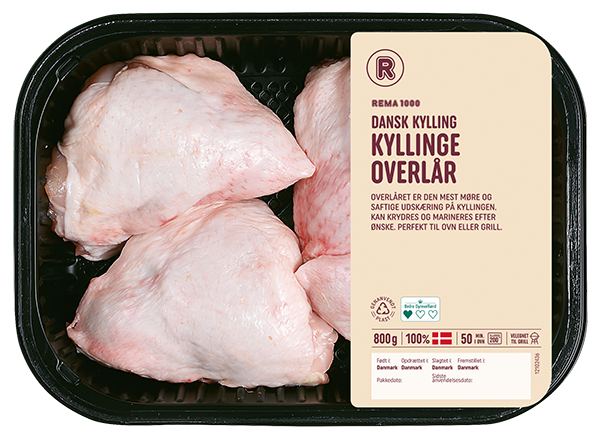 R
REMA 1000
DANSK KYLLING
KYLLINGE
OVERLÅR
OVERLÅRET ER DEN MEST MØRE OG
SAFTIGE UDSKÆRING PÅ KYLLINGEN.
KAN KRYDRES OG MARINERES EFTER
ØNSKE. PERFEKT TIL OVN ELLER GRILL.
GENANVENDT
PLAST
Bedre Dyrevelfærd
800g 100% 50 MIN. I OVN 200° VELEGNET TIL GRILL
Født i: Opdrættet i: Slagtet i: Fremstillet i:
Danmark Danmark Danmark Danmark
Pakkedato: Sidste anvendelsesdato: